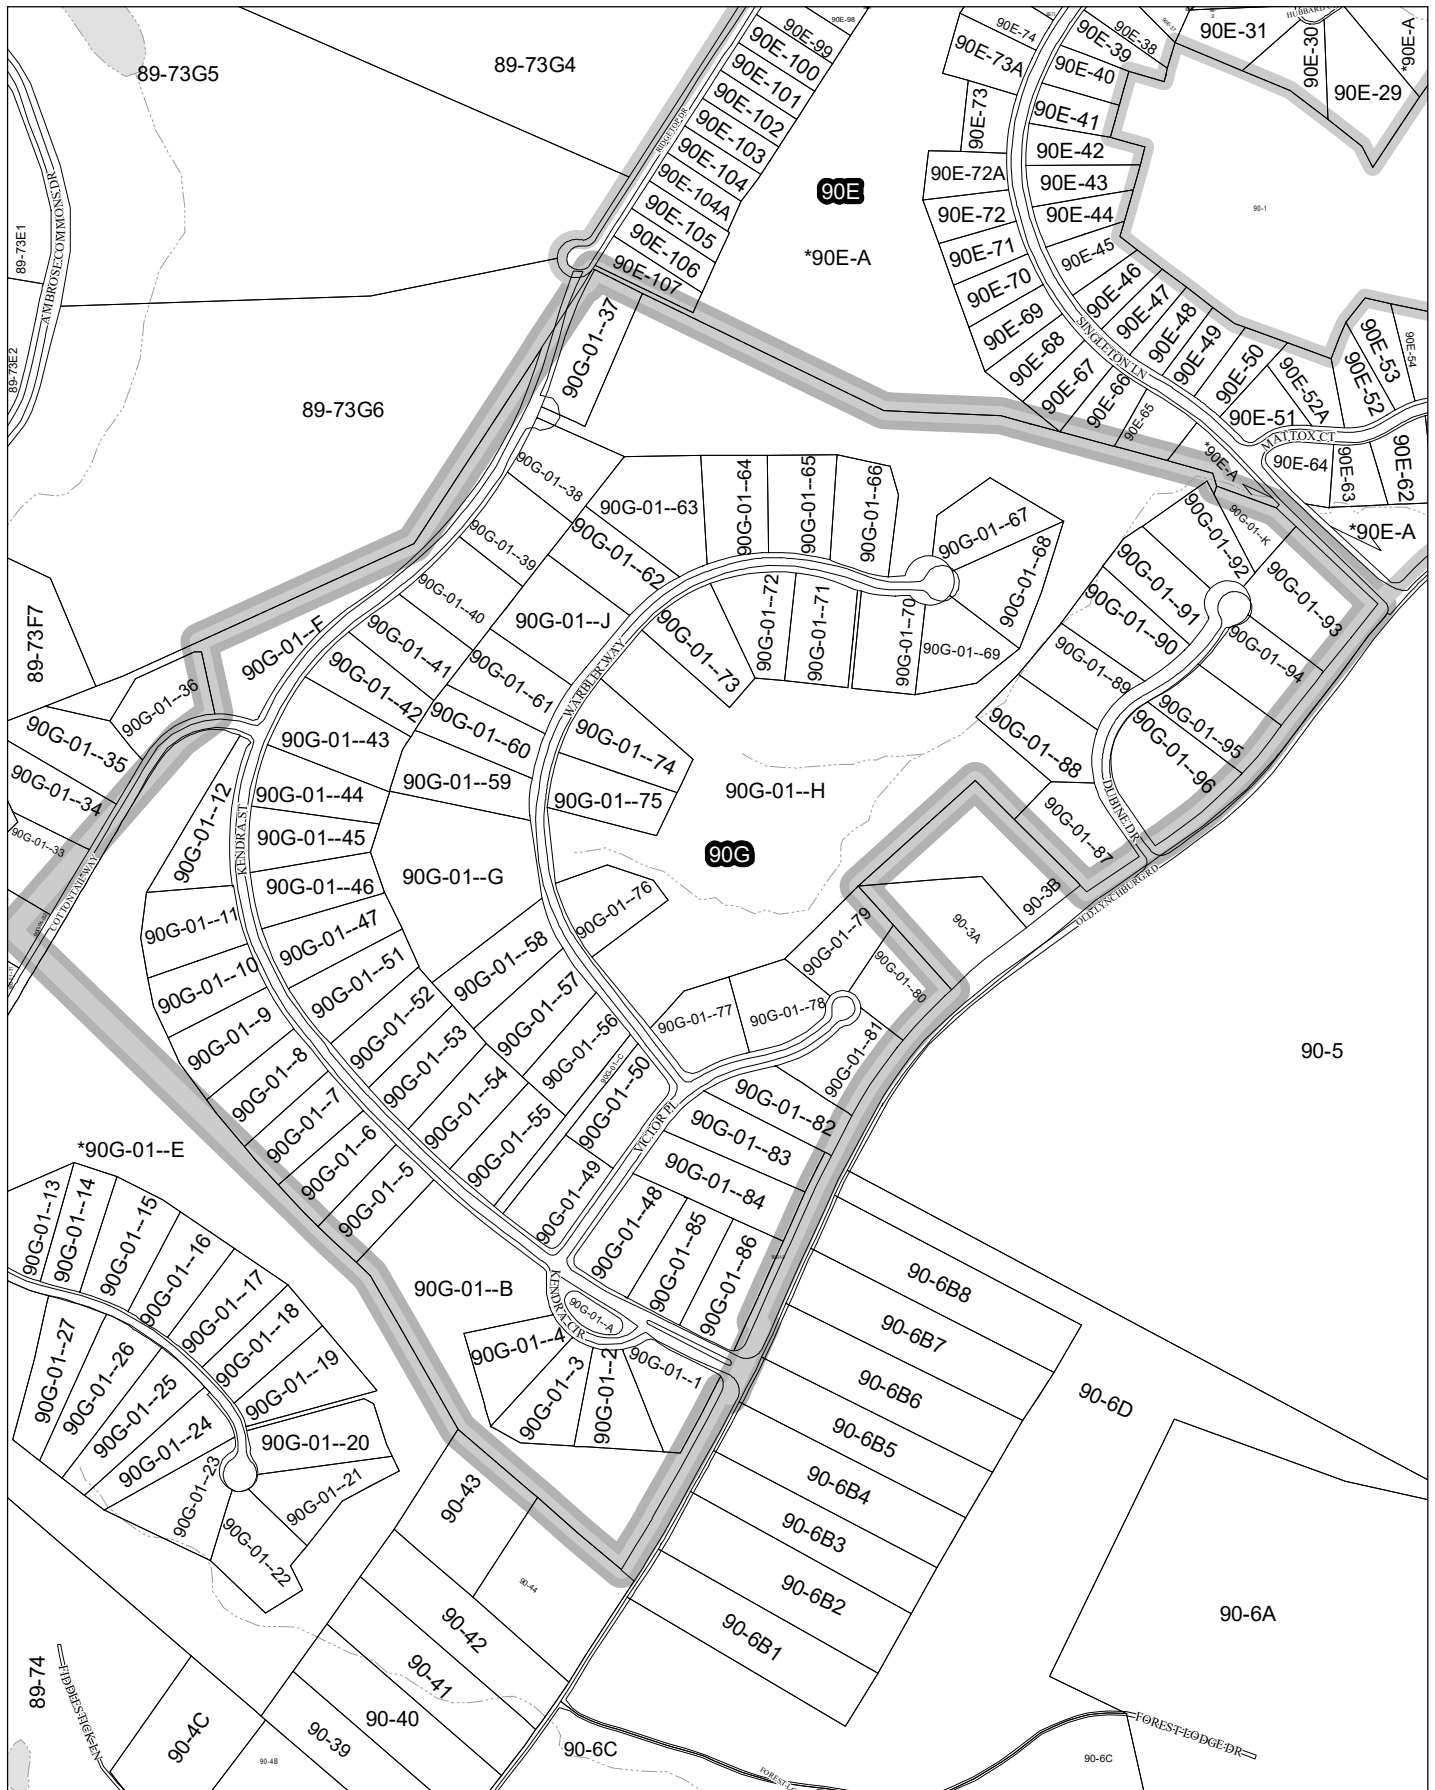 90E-98
90E-99
90E-100
90E-101
90E-102
90E-103
90E-104
90E-104A
90E-105
90E-106
90E-107
RIDGETOP DR
89-73G5
89-73G4
89-73G6
89-73E1
89-73E2
AMBROSE COMMONS DR
89-73F7
90E
*90E-A
90E-74
90E-73A
90E-73
90E-72A
90E-72
90E-71
90E-70
90E-69
90E-68
90E-67
90E-66
90E-65
90E-38
90E-39
90E-40
90E-41
90E-42
90E-43
90E-44
90E-45
90E-46
90E-47
90E-48
90E-49
90E-50
90E-51
90E-52A
90E-52
90E-53
90E-54
SINGLETON LN
MATTOX CT
90E-64
90E-63
90E-62
*90E-A
*90E-A
90E-31
HUBBARD
90E-30
90E-29
*90E-A
90-1
90G-01--37
90G-01--38
90G-01--39
90G-01--40
90G-01--41
90G-01--42
90G-01--43
90G-01--44
90G-01--45
90G-01--46
90G-01--47
90G-01--51
90G-01--52
90G-01--53
90G-01--54
90G-01--55
90G-01--56
90G-01--57
90G-01--58
90G-01--59
90G-01--60
90G-01--61
90G-01--J
90G-01--62
90G-01--63
90G-01--64
90G-01--65
90G-01--66
90G-01--67
90G-01--68
90G-01--69
90G-01--70
90G-01--71
90G-01--72
90G-01--73
90G-01--74
90G-01--75
90G-01--76
WARBLER WAY
90G-01--F
90G-01--36
90G-01--35
90G-01--34
90G-01--33
COTTONTAIL WAY
KENDRA ST
90G-01--G
90G-01--H
90G
90G-01--K
90G-01--92
90G-01--91
90G-01--90
90G-01--89
90G-01--88
90G-01--87
90G-01--93
90G-01--94
90G-01--95
90G-01--96
DUBINE DR
OLD LYNCHBURG RD
90-3B
90-3A
90-5
90G-01--77
90G-01--78
90G-01--79
90G-01--80
90G-01--81
90G-01--82
90G-01--83
90G-01--84
90G-01--85
90G-01--86
90G-01--48
90G-01--49
90G-01--50
90G-01--C
VICTOR PL
90G-01--12
90G-01--11
90G-01--10
90G-01--9
90G-01--8
90G-01--7
90G-01--6
90G-01--5
90G-01--B
90G-01--A
KENDRA CIR
90G-01--4
90G-01--3
90G-01--2
90G-01--1
*90G-01--E
90G-01--13
90G-01--14
90G-01--15
90G-01--16
90G-01--17
90G-01--18
90G-01--19
90G-01--20
90G-01--21
90G-01--22
90G-01--23
90G-01--24
90G-01--25
90G-01--26
90G-01--27
90-6B8
90-6B7
90-6B6
90-6B5
90-6B4
90-6B3
90-6B2
90-6B1
90-6D
90-6A
90-43
90-44
90-42
90-41
90-40
90-39
90-4C
90-4B
89-74
FIDDLESTICK LN
90-6C
90-6C
FOREST LODGE DR